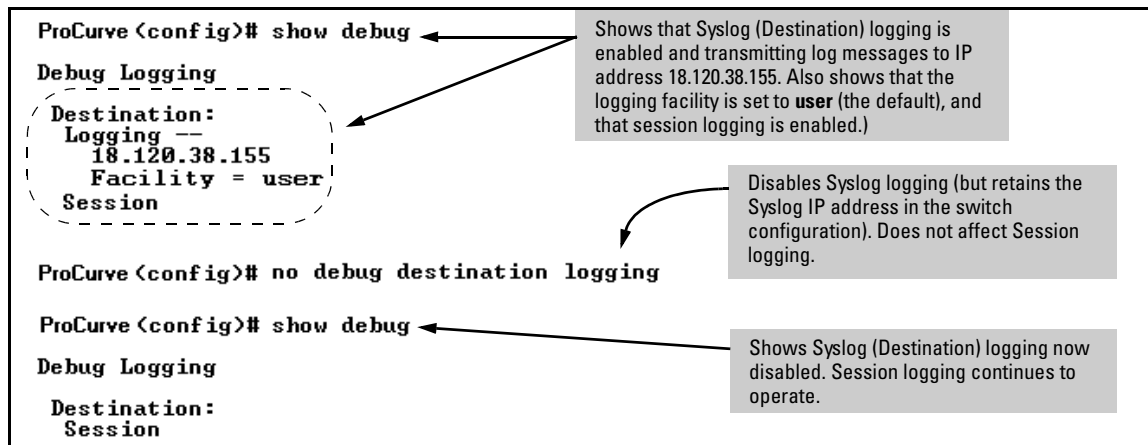 ProCurve <config># show debug
Shows that Syslog (Destination) logging is
enabled and transmitting log messages to IP
address 18.120.38.155. Also shows that the
logging facility is set to user (the default), and
that session logging is enabled.)
Debug Logging
Destination:
Logging --
18.120.38.155
Facility = user
Session
Disables Syslog logging (but retains the
Syslog IP address in the switch
configuration). Does not affect Session
logging.
ProCurve <config># no debug destination logging
ProCurve <config># show debug
Shows Syslog (Destination) logging now
disabled. Session logging continues to
operate.
Debug Logging
Destination:
Session